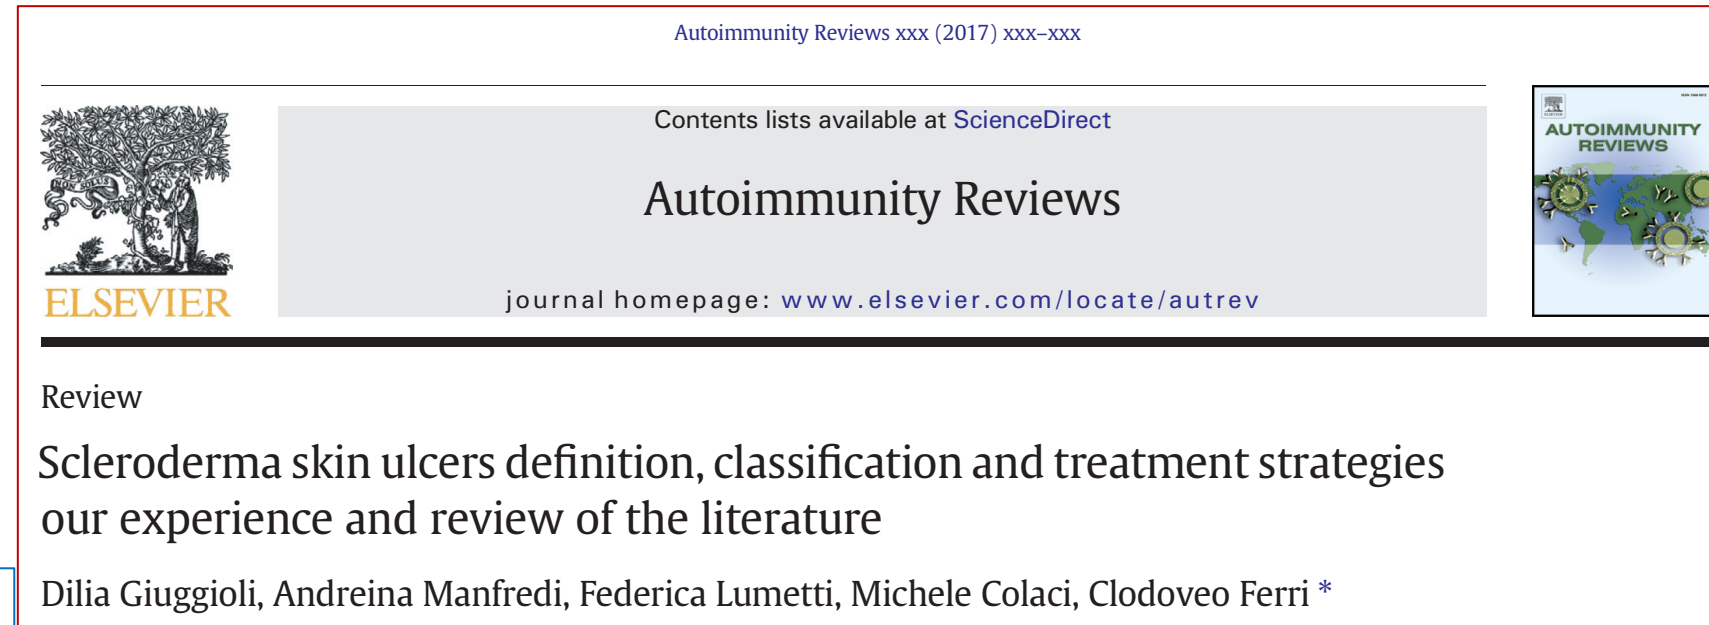 Autoimmunity Reviews xxx (2017) xxx–xxx
Contents lists available at ScienceDirect
Autoimmunity Reviews
journal homepage: www.elsevier.com/locate/autrev
NON SOLUS
ELSEVIER
AUTOIMMUNITY
REVIEWS
Review
Scleroderma skin ulcers definition, classification and treatment strategies
our experience and review of the literature
Dilia Giuggioli, Andreina Manfredi, Federica Lumetti, Michele Colaci, Clodoveo Ferri *